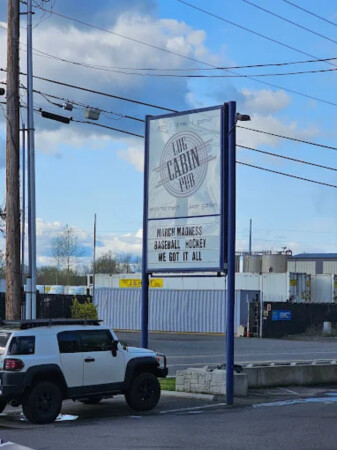 LOG
CABIN
PUB
MARCH MADNESS
BASEBALL HOCKEY
WE GOT IT ALL